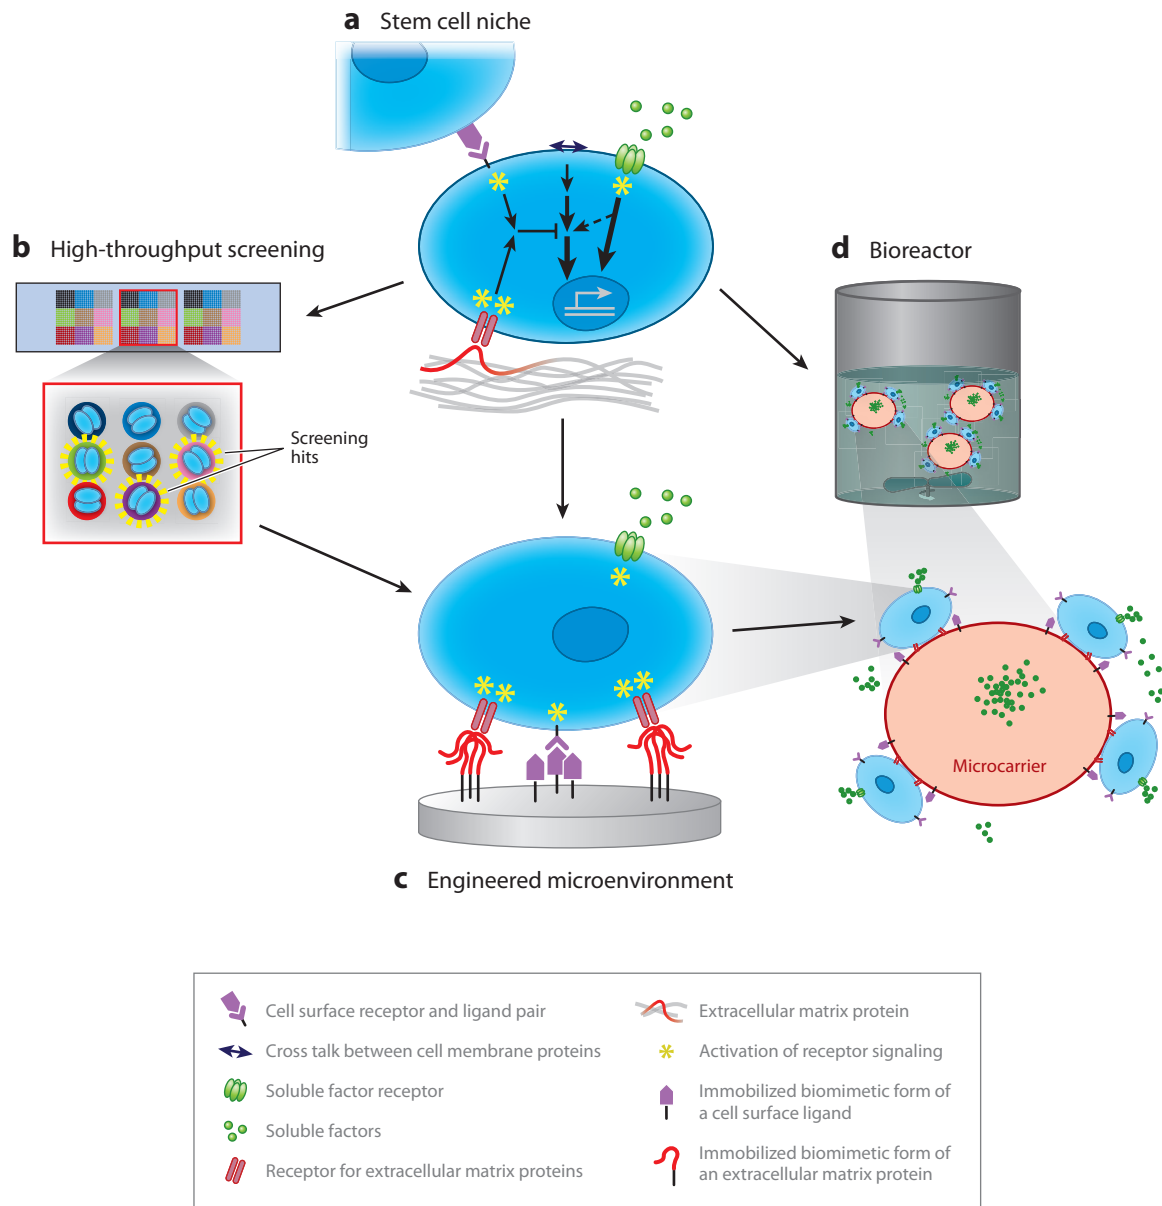 a Stem cell niche
b High-throughput screening
d Bioreactor
Screening
hits
Microcarrier
c Engineered microenvironment
Cell surface receptor and ligand pair
Cross talk between cell membrane proteins
Soluble factor receptor
Soluble factors
Receptor for extracellular matrix proteins
Extracellular matrix protein
Activation of receptor signaling
Immobilized biomimetic form of
a cell surface ligand
Immobilized biomimetic form of
an extracellular matrix protein